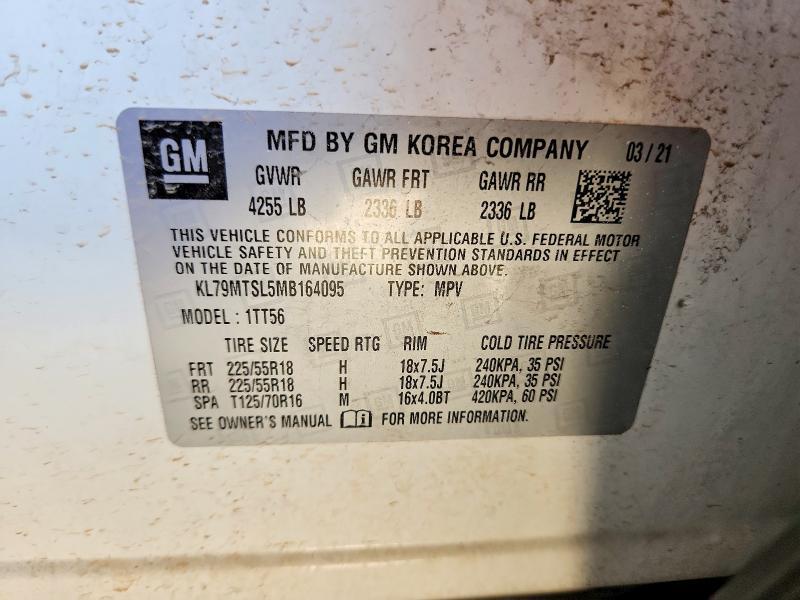 GM MFD BY GM KOREA COMPANY 03/21
GVWR GAWR FRT GAWR RR
4255 LB 2336 LB 2336 LB
THIS VEHICLE CONFORMS TO ALL APPLICABLE U.S. FEDERAL MOTOR
VEHICLE SAFETY AND THEFT PREVENTION STANDARDS IN EFFECT
ON THE DATE OF MANUFACTURE SHOWN ABOVE.
KL79MTSL5MB164095 TYPE: MPV
MODEL : 1TT56
TIRE SIZE SPEED RTG RIM COLD TIRE PRESSURE
FRT 225/55R18 H 18x7.5J 240KPA, 35 PSI
RR 225/55R18 H 18x7.5J 240KPA, 35 PSI
SPA T125/70R16 M 16x4.0BT 420KPA, 60 PSI
SEE OWNER'S MANUAL FOR MORE INFORMATION.